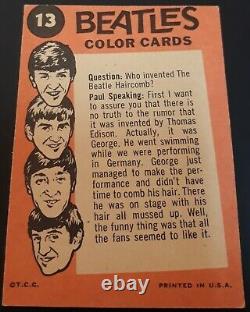 13
BEATLES
COLOR CARDS
Question: Who invented The
Beatle Haircomb?
Paul Speaking: First I want
to assure you that there is
no truth to the rumor that
it was invented by Thomas
Edison. Actually, it was
George. He went swimming
while we were performing
in Germany. George just
managed to make the per-
formance and didn't have
time to comb his hair. There
he was on stage with his
hair all mussed up. Well,
the funny thing was that all
the fans seemed to like it.
©T.C.C.
PRINTED IN U.S.A.